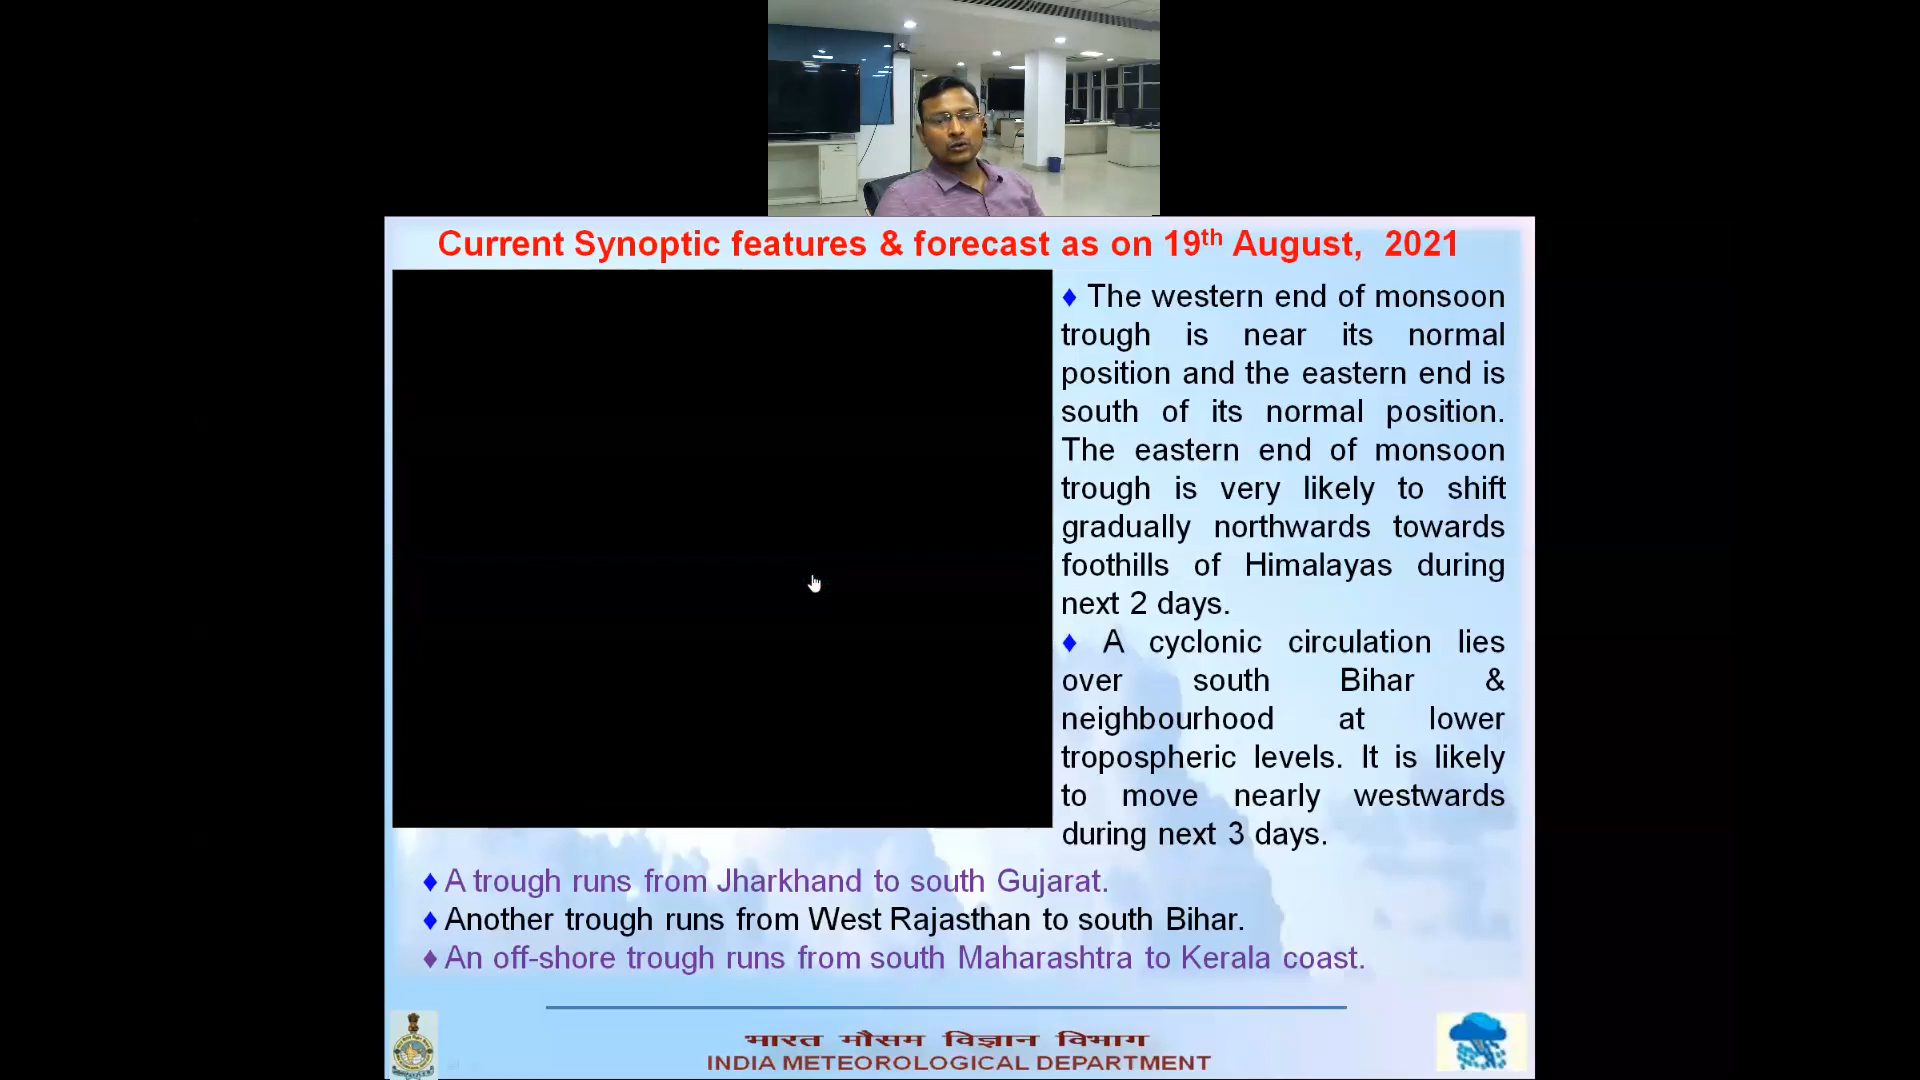 Current Synoptic features & forecast as on 19th August, 2021
♦ The western end of monsoon
trough is near its normal
position and the eastern end is
south of its normal position.
The eastern end of monsoon
trough is very likely to shift
gradually northwards towards
foothills of Himalayas during
next 2 days.
♦ A cyclonic circulation lies
over south Bihar &
neighbourhood at lower
tropospheric levels. It is likely
to move nearly westwards
during next 3 days.
♦ A trough runs from Jharkhand to south Gujarat.
♦ Another trough runs from West Rajasthan to south Bihar.
♦ An off-shore trough runs from south Maharashtra to Kerala coast.
भारत मौसम विज्ञान विभाग
INDIA METEOROLOGICAL DEPARTMENT